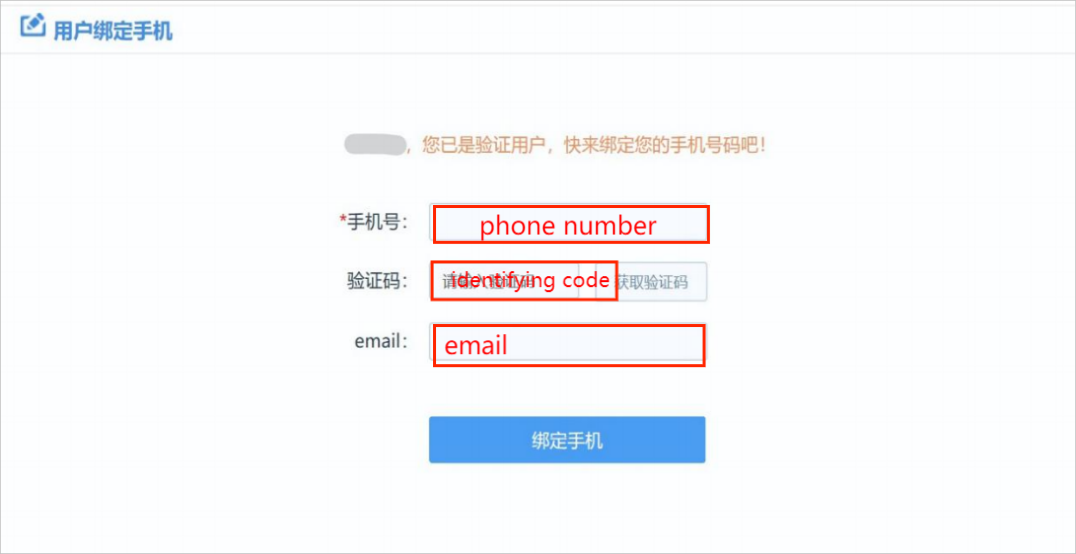 用户绑定手机
，您已是验证用户，快来绑定您的手机号码吧！
*手机号： phone number
验证码： identifying code 获取验证码
email： email
绑定手机